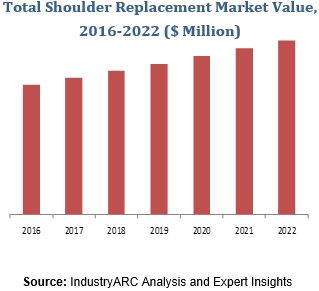 Total Shoulder Replacement Market Value,
2016-2022 ($ Million)
2016 2017 2018 2019 2020 2021 2022
Source: IndustryARC Analysis and Expert Insights